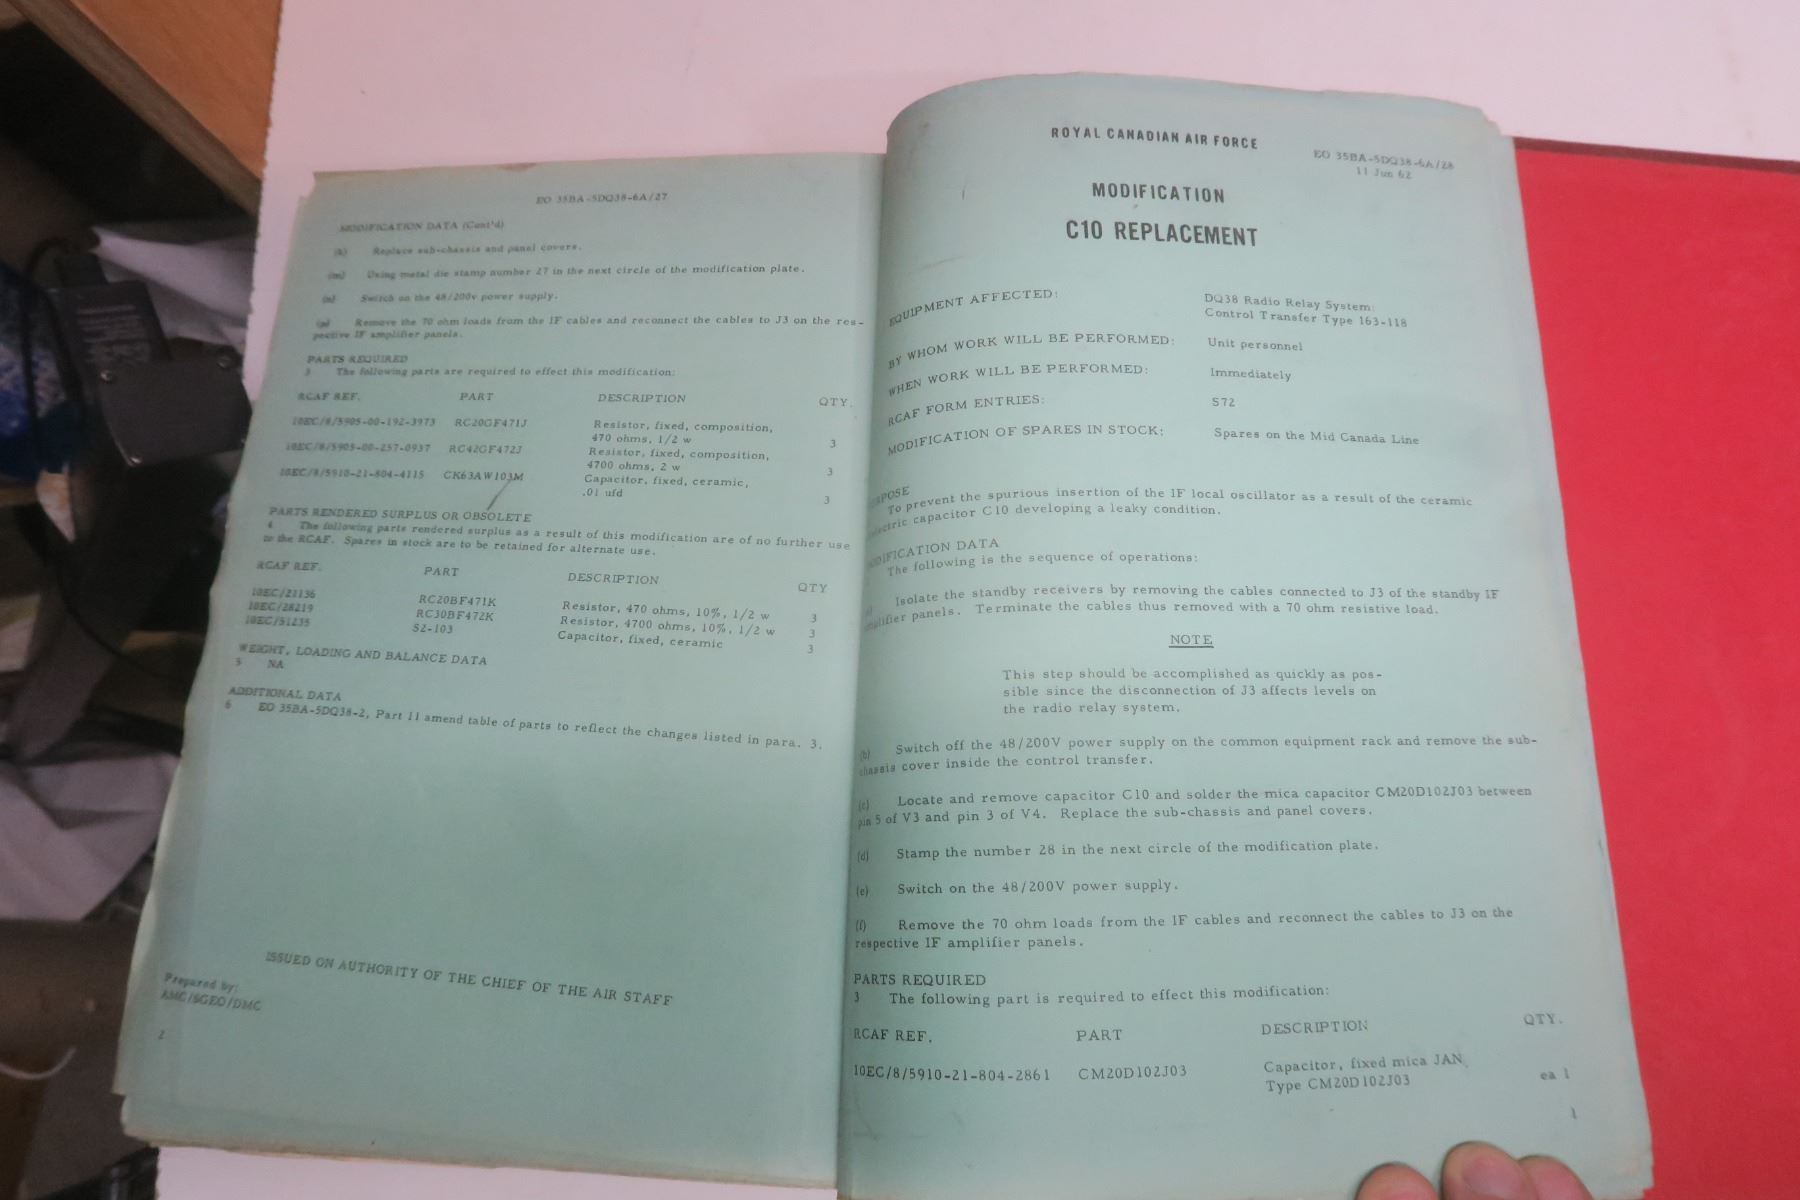 EO 35BA-5DQ38-6A/27
MODIFICATION DATA (Cont'd)
(k) Replace sub-chassis and panel covers.
(m) Using metal die stamp number 27 in the next circle of the modification plate.
(n) Switch on the 48/200v power supply.
(p) Remove the 70 ohm loads from the IF cables and reconnect the cables to J3 on the res-
pective IF amplifier panels.
PARTS REQUIRED
3 The following parts are required to effect this modification:
RCAF REF. PART DESCRIPTION QTY.
10EC/8/5905-00-192-3973 RC20GF471J Resistor, fixed, composition,
470 ohms, 1/2 w 3
10EC/8/5905-00-257-0937 RC42GF472J Resistor, fixed, composition,
4700 ohms, 2 w 3
10EC/8/5910-21-804-4115 CK63AW103M Capacitor, fixed, ceramic,
.01 ufd 3
PARTS RENDERED SURPLUS OR OBSOLETE
4 The following parts rendered surplus as a result of this modification are of no further use
to the RCAF. Spares in stock are to be retained for alternate use.
RCAF REF. PART DESCRIPTION QTY
10EC/21136 RC20BF471K Resistor, 470 ohms, 10%, 1/2 w 3
10EC/28219 RC30BF472K Resistor, 4700 ohms, 10%, 1/2 w 3
10EC/51235 S2-103 Capacitor, fixed, ceramic 3
WEIGHT, LOADING AND BALANCE DATA
5 NA
ADDITIONAL DATA
6 EO 35BA-5DQ38-2, Part 11 amend table of parts to reflect the changes listed in para. 3.
ISSUED ON AUTHORITY OF THE CHIEF OF THE AIR STAFF
Prepared by:
AMC/SGEO/DMC
2
ROYAL CANADIAN AIR FORCE
EO 35BA-5DQ38-6A/28
11 Jun 62
MODIFICATION
C10 REPLACEMENT
EQUIPMENT AFFECTED: DQ38 Radio Relay System:
Control Transfer Type 163-118
BY WHOM WORK WILL BE PERFORMED: Unit personnel
WHEN WORK WILL BE PERFORMED: Immediately
RCAF FORM ENTRIES: S72
MODIFICATION OF SPARES IN STOCK: Spares on the Mid Canada Line
RPOSE
To prevent the spurious insertion of the IF local oscillator as a result of the ceramic
electric capacitor C10 developing a leaky condition.
ODIFICATION DATA
The following is the sequence of operations:
Isolate the standby receivers by removing the cables connected to J3 of the standby IF
mplifier panels. Terminate the cables thus removed with a 70 ohm resistive load.
NOTE
This step should be accomplished as quickly as pos-
sible since the disconnection of J3 affects levels on
the radio relay system.
(b) Switch off the 48/200V power supply on the common equipment rack and remove the sub-
chassis cover inside the control transfer.
(c) Locate and remove capacitor C10 and solder the mica capacitor CM20D102J03 between
pin 5 of V3 and pin 3 of V4. Replace the sub-chassis and panel covers.
(d) Stamp the number 28 in the next circle of the modification plate.
(e) Switch on the 48/200V power supply.
(f) Remove the 70 ohm loads from the IF cables and reconnect the cables to J3 on the
respective IF amplifier panels.
PARTS REQUIRED
3 The following part is required to effect this modification:
RCAF REF. PART DESCRIPTION QTY.
10EC/8/5910-21-804-2861 CM20D102J03 Capacitor, fixed mica JAN
Type CM20D102J03 ea 1
1